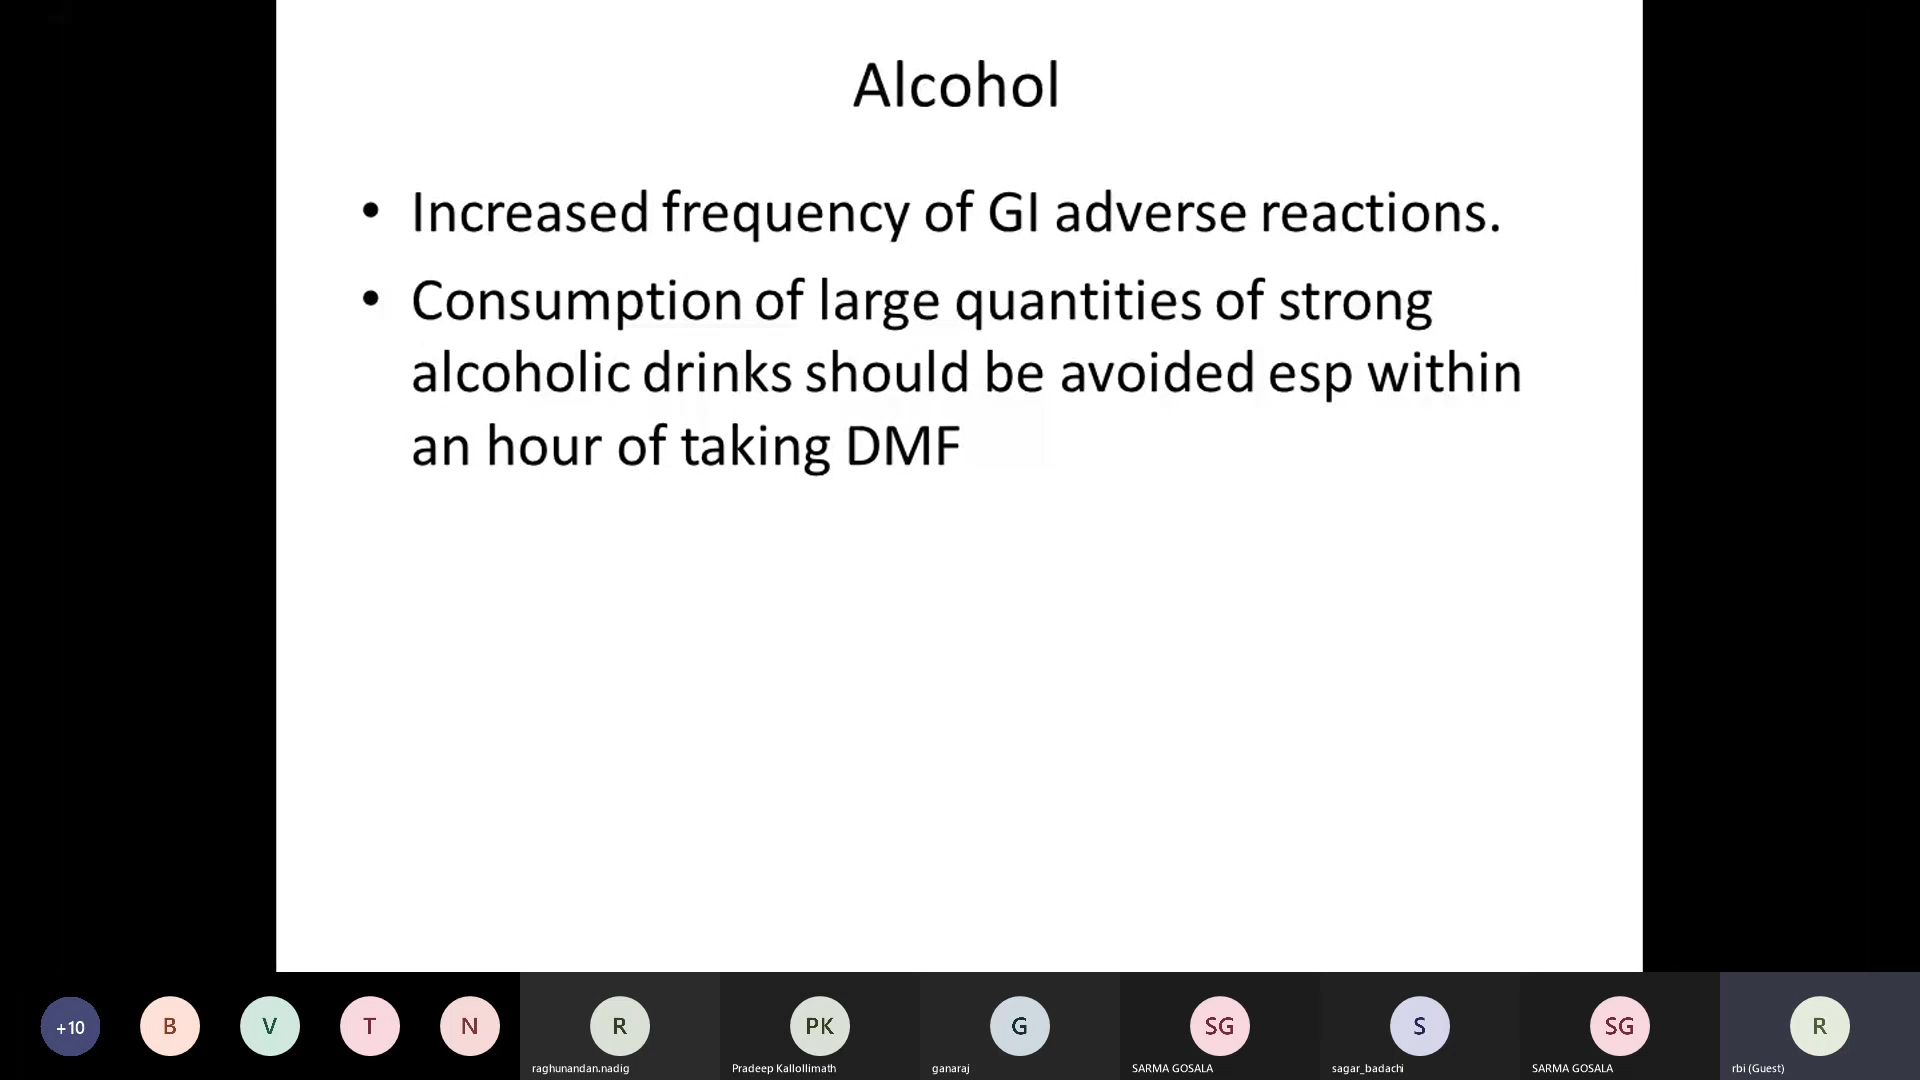 Alcohol
• Increased frequency of GI adverse reactions.
• Consumption of large quantities of strong
alcoholic drinks should be avoided esp within
an hour of taking DMF
+10
B
V
T
N
R
PK
G
SG
S
SG
R
raghunandan.nadig
Pradeep Kallollimath
ganaraj
SARMA GOSALA
sagar_badachi
SARMA GOSALA
rbi (Guest)